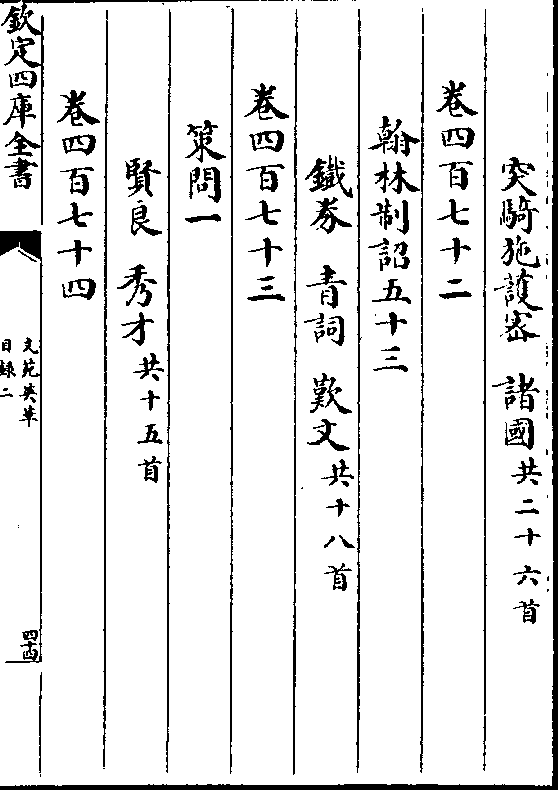 突騎施護密　諸國共二十六首
卷四百七十二
翰林制詔五十三
鐵券　青詞　歎文共十八首
卷四百七十三
策問一
賢良　秀才共十五首
卷四百七十四
欽定四庫全書
文苑英華
目錄二
四十四